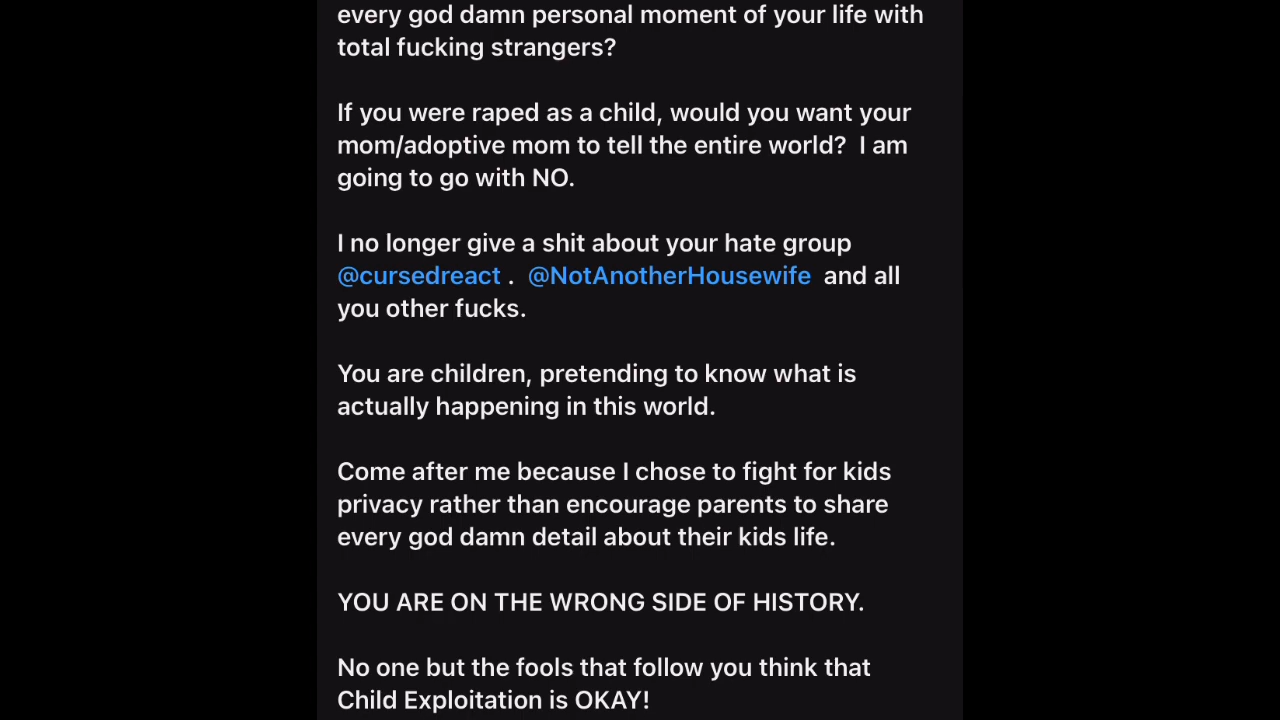 every god damn personal moment of your life with
total fucking strangers?
If you were raped as a child, would you want your
mom/adoptive mom to tell the entire world?  I am
going to go with NO.
I no longer give a shit about your hate group
@cursedreact .  @NotAnotherHousewife  and all
you other fucks.
You are children, pretending to know what is
actually happening in this world.
Come after me because I chose to fight for kids
privacy rather than encourage parents to share
every god damn detail about their kids life.
YOU ARE ON THE WRONG SIDE OF HISTORY.
No one but the fools that follow you think that
Child Exploitation is OKAY!